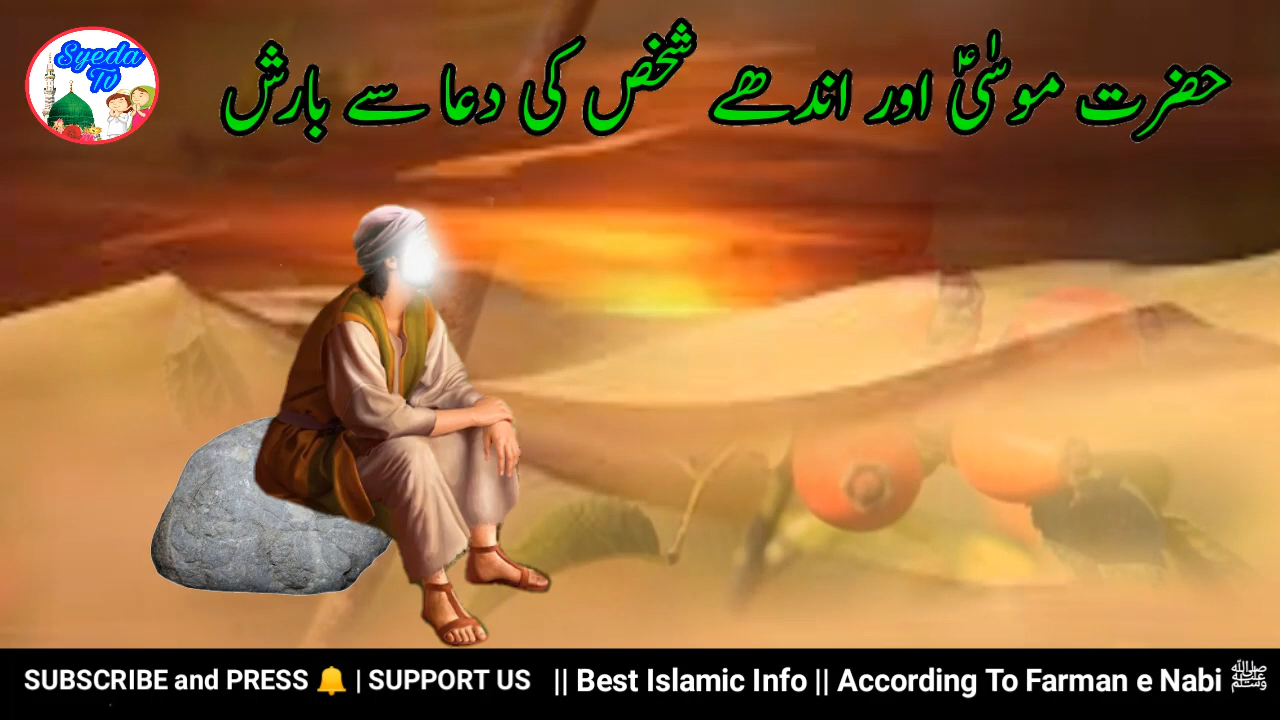 Syeda
Tv
حضرت موسٰیؑ اور اندھے شخص کی دعا سے بارش
SUBSCRIBE and PRESS 🔔 | SUPPORT US || Best Islamic Info || According To Farman e Nabi ﷺ